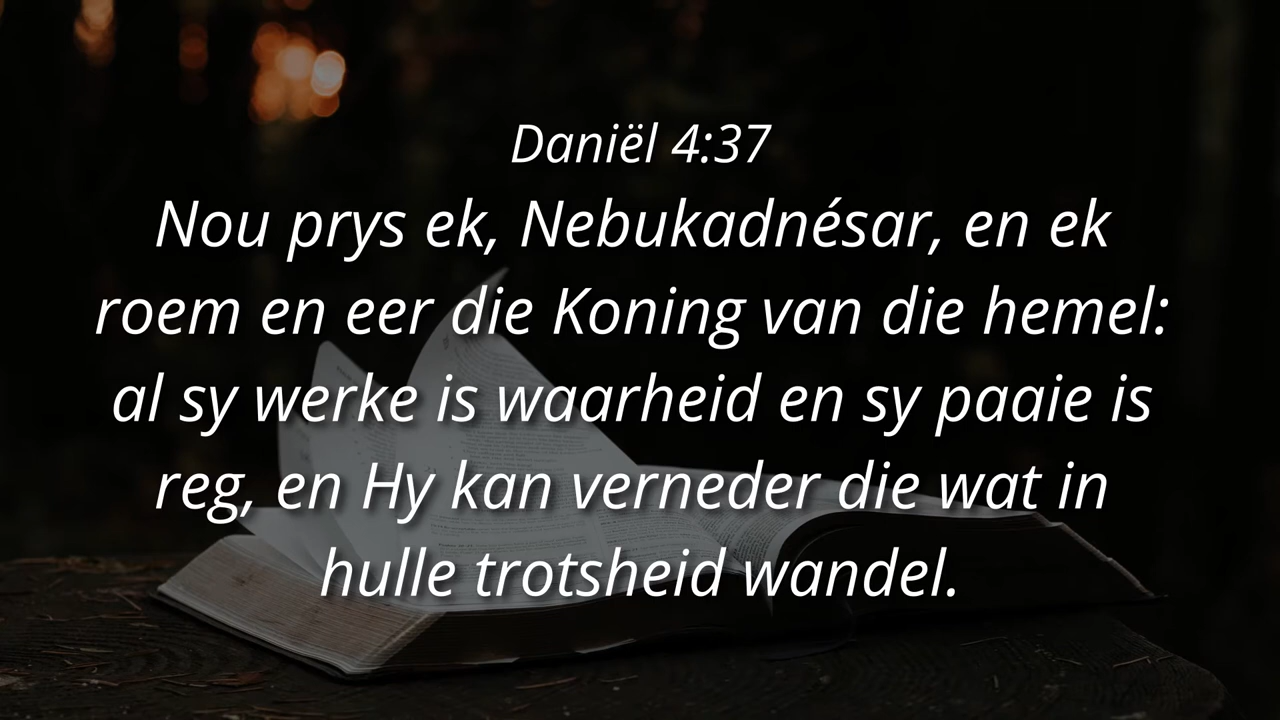 Daniël 4:37
Nou prys ek, Nebukadnésar, en ek
roem en eer die Koning van die hemel:
al sy werke is waarheid en sy paaie is
reg, en Hy kan verneder die wat in
hulle trotsheid wandel.